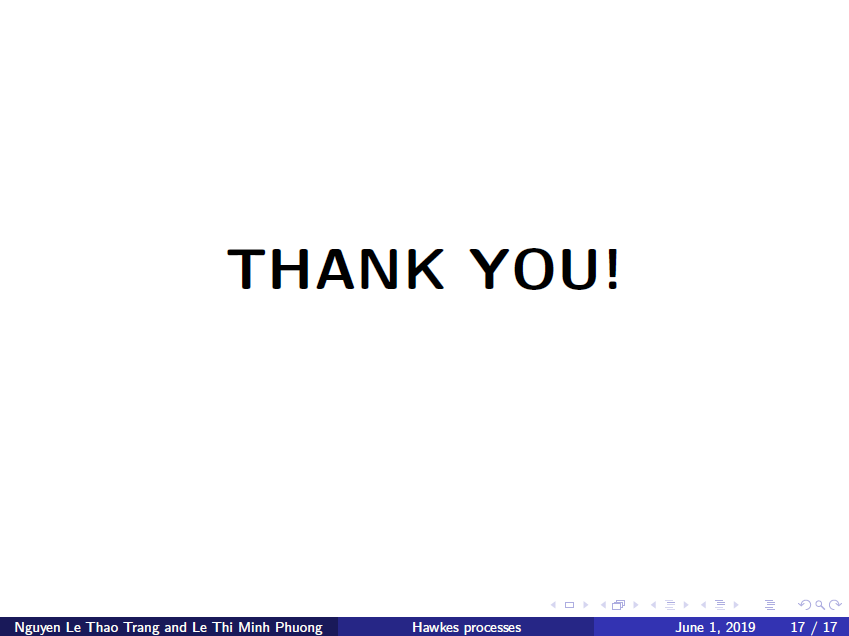 THANK YOU!
Nguyen Le Thao Trang and Le Thi Minh Phuong Hawkes processes June 1, 2019 17 / 17